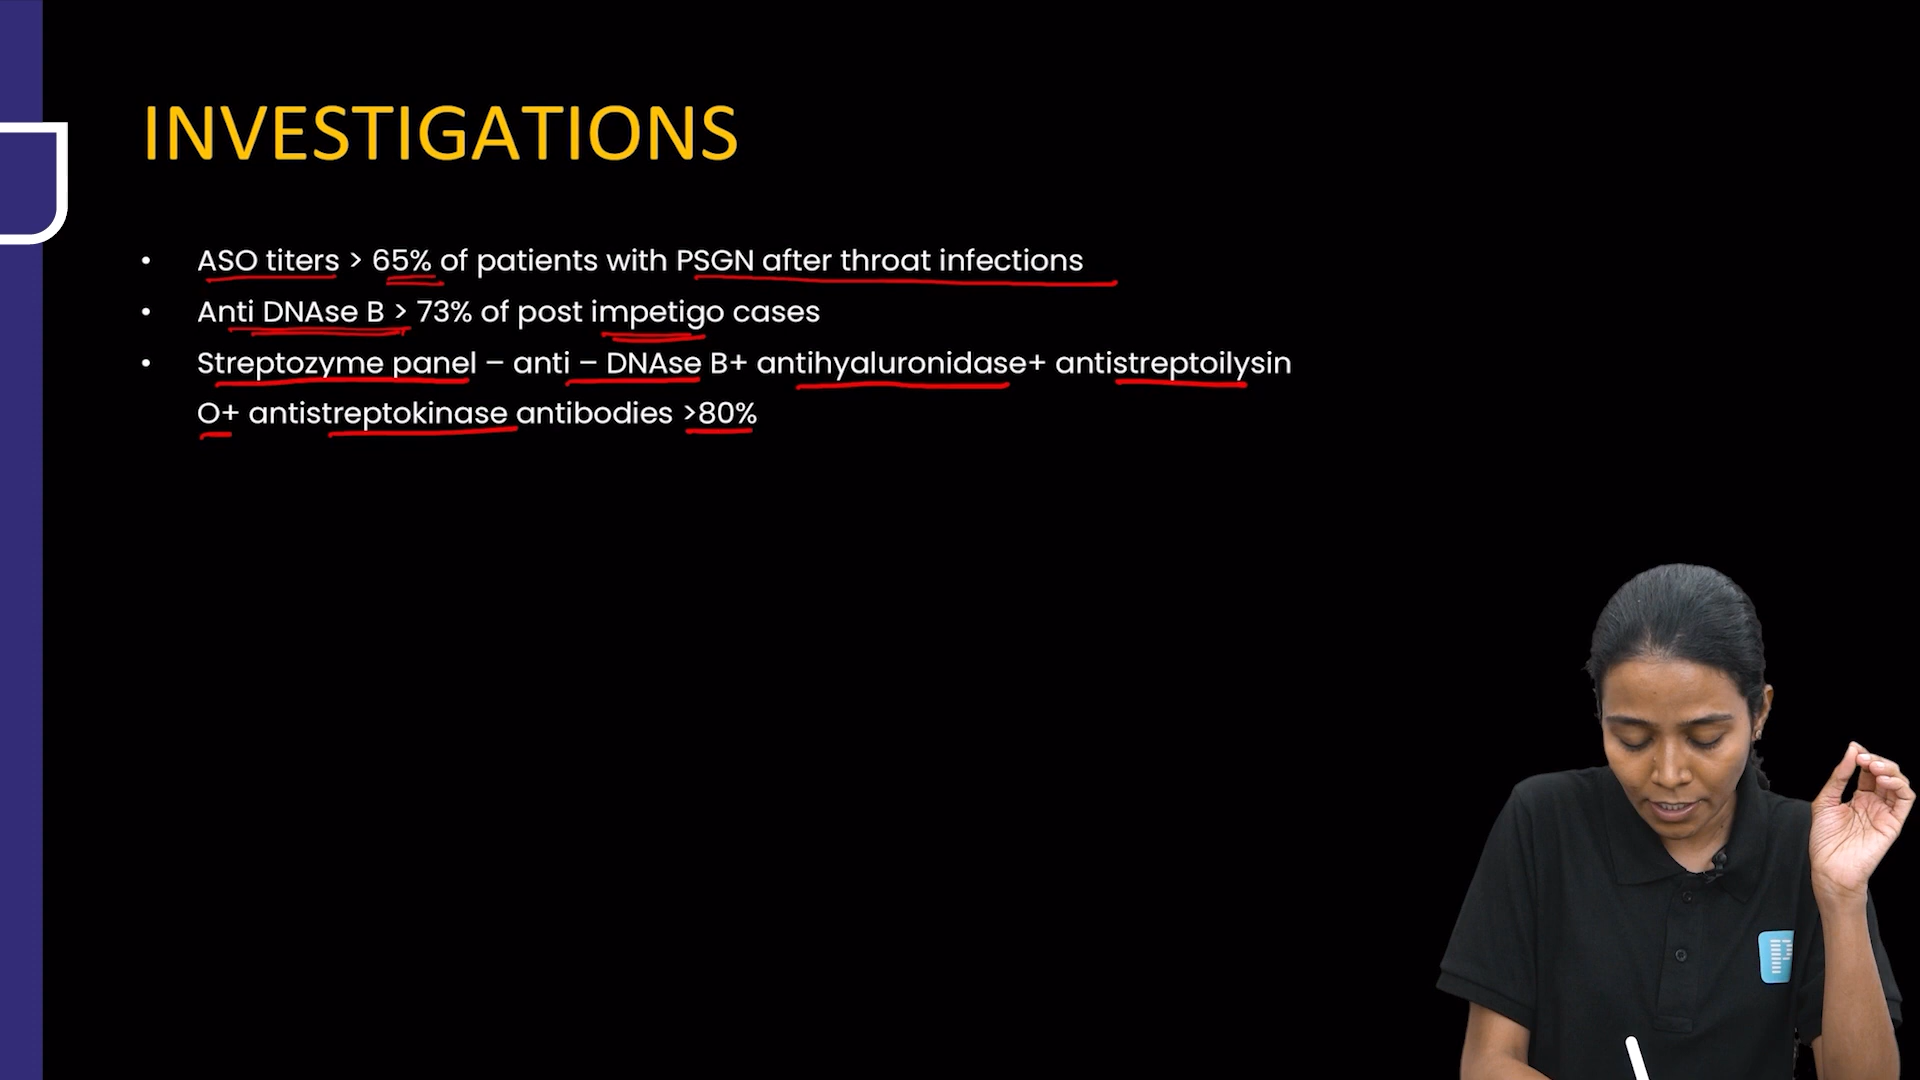 INVESTIGATIONS
• ASO titers > 65% of patients with PSGN after throat infections
• Anti DNAse B > 73% of post impetigo cases
• Streptozyme panel – anti – DNAse B+ antihyaluronidase+ antistreptoilysin
O+ antistreptokinase antibodies >80%